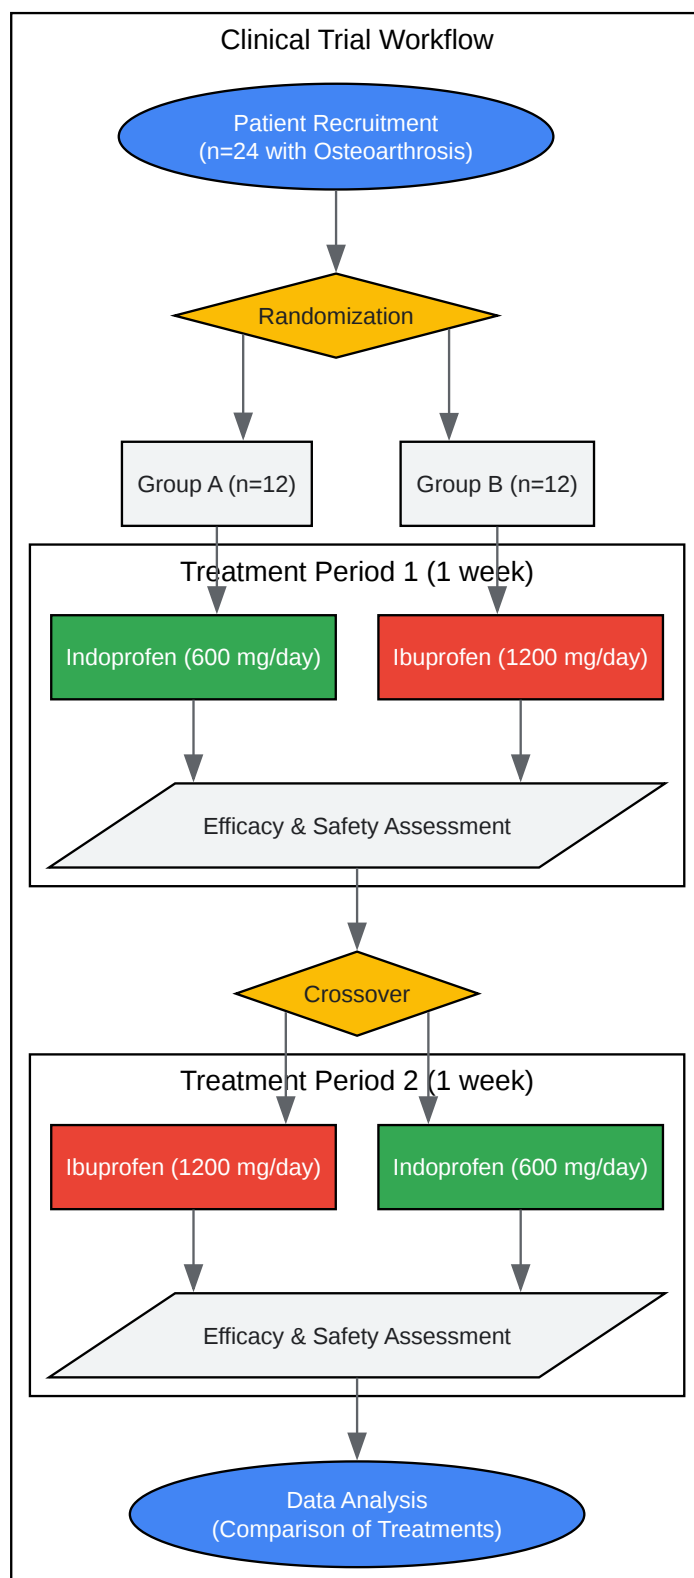 Clinical Trial Workflow
Patient Recruitment
(n=24 with Osteoarthrosis)
Randomization
Group A (n=12)
Group B (n=12)
Treatment Period 1 (1 week)
Indoprofen (600 mg/day)
Ibuprofen (1200 mg/day)
Efficacy & Safety Assessment
Crossover
Treatment Period 2 (1 week)
Ibuprofen (1200 mg/day)
Indoprofen (600 mg/day)
Efficacy & Safety Assessment
Data Analysis
(Comparison of Treatments)